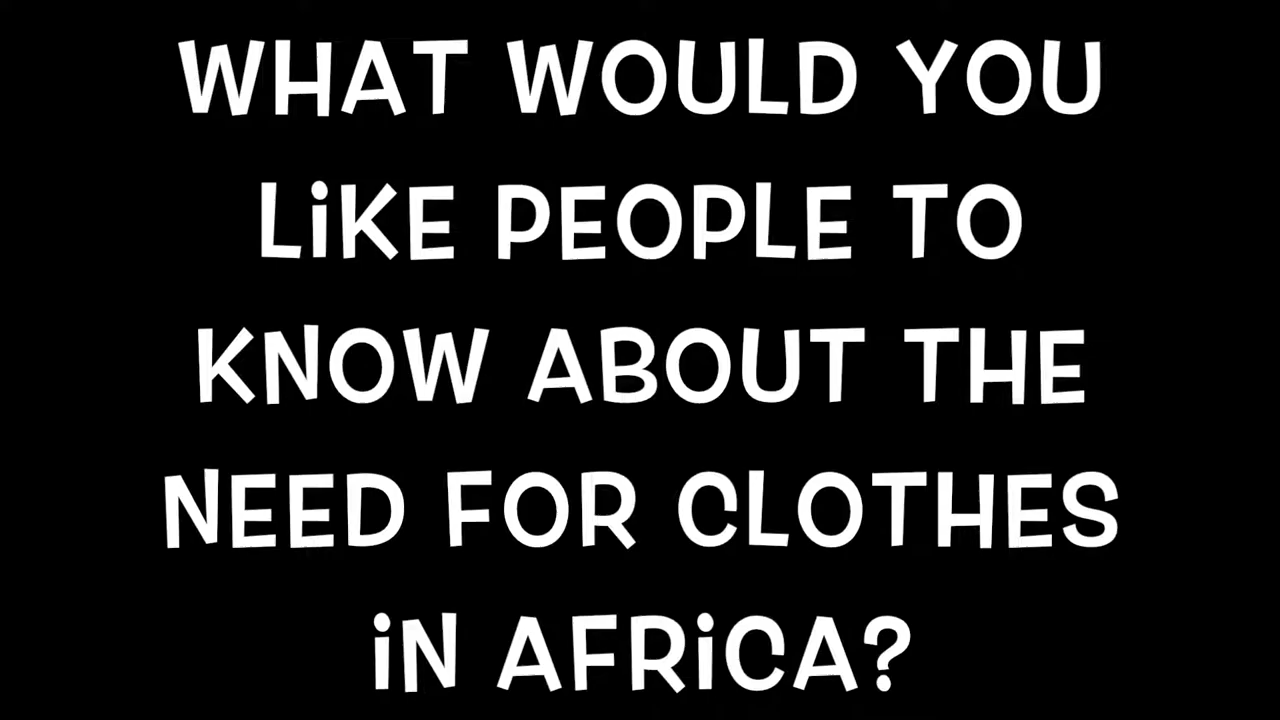 WHAT WOULD YOU
LiKE PEOPLE TO
KNOW ABOUT THE
NEED FOR CLOTHES
iN AFRiCA?